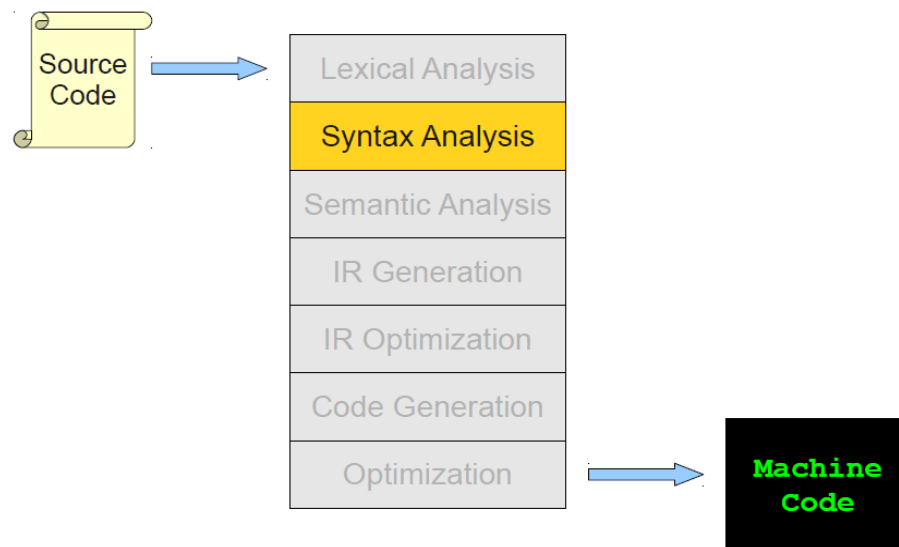 Source
Code
Lexical Analysis
Syntax Analysis
Semantic Analysis
IR Generation
IR Optimization
Code Generation
Optimization
Machine
Code